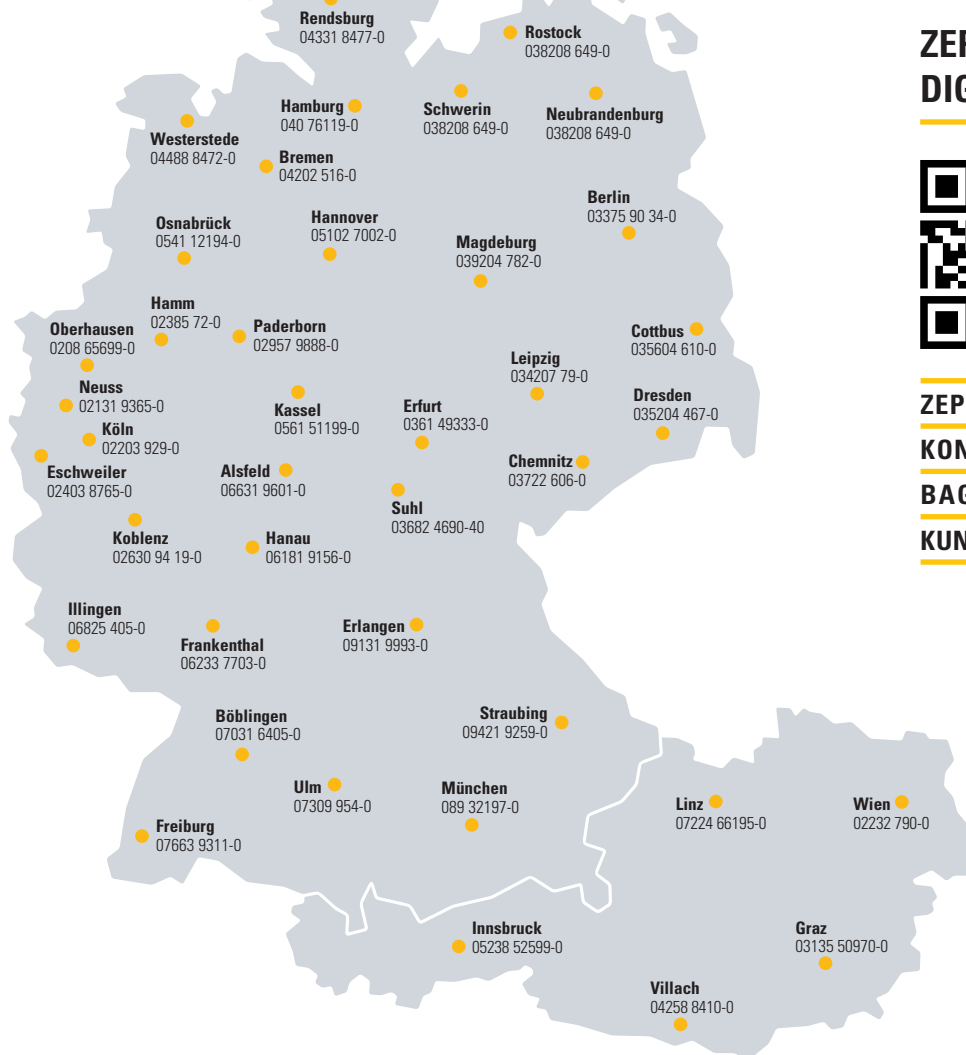 Rendsburg
04331 8477-0
Rostock
038208 649-0
Hamburg
040 76119-0
Schwerin
038208 649-0
Neubrandenburg
038208 649-0
Westerstede
04488 8472-0
Bremen
04202 516-0
Berlin
03375 90 34-0
Osnabrück
0541 12194-0
Hannover
05102 7002-0
Magdeburg
039204 782-0
Hamm
02385 72-0
Oberhausen
0208 65699-0
Paderborn
02957 9888-0
Cottbus
035604 610-0
Leipzig
034207 79-0
Neuss
02131 9365-0
Kassel
0561 51199-0
Erfurt
0361 49333-0
Dresden
035204 467-0
Köln
02203 929-0
Eschweiler
02403 8765-0
Alsfeld
06631 9601-0
Chemnitz
03722 606-0
Suhl
03682 4690-40
Koblenz
02630 94 19-0
Hanau
06181 9156-0
Illingen
06825 405-0
Frankenthal
06233 7703-0
Erlangen
09131 9993-0
Böblingen
07031 6405-0
Straubing
09421 9259-0
Ulm
07309 954-0
München
089 32197-0
Linz
07224 66195-0
Wien
02232 790-0
Freiburg
07663 9311-0
Innsbruck
05238 52599-0
Graz
03135 50970-0
Villach
04258 8410-0
DIG
ZEP
KON
BAG
KUN